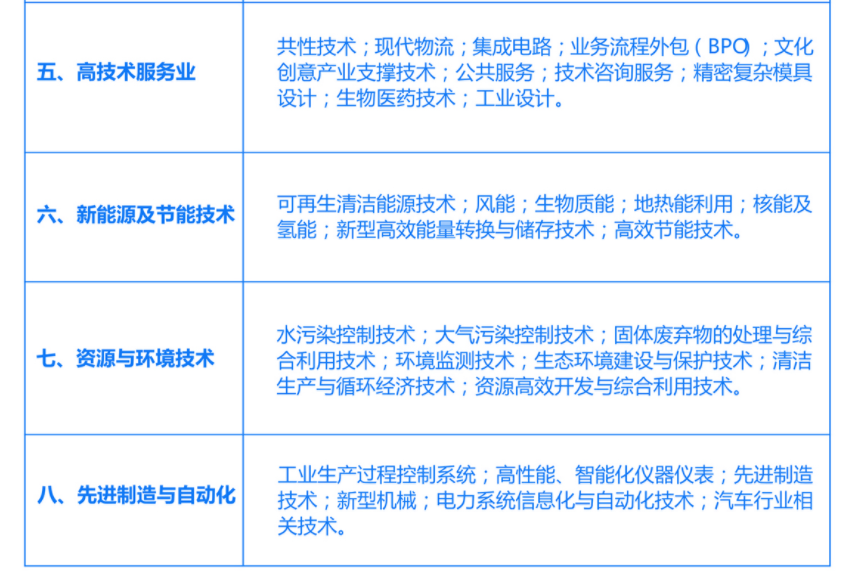 五、高技术服务业
共性技术；现代物流；集成电路；业务流程外包（BPO）；文化
创意产业支撑技术；公共服务；技术咨询服务；精密复杂模具
设计；生物医药技术；工业设计。
六、新能源及节能技术
可再生清洁能源技术；风能；生物质能；地热能利用；核能及
氢能；新型高效能量转换与储存技术；高效节能技术。
七、资源与环境技术
水污染控制技术；大气污染控制技术；固体废弃物的处理与综
合利用技术；环境监测技术；生态环境建设与保护技术；清洁
生产与循环经济技术；资源高效开发与综合利用技术。
八、先进制造与自动化
工业生产过程控制系统；高性能、智能化仪器仪表；先进制造
技术；新型机械；电力系统信息化与自动化技术；汽车行业相
关技术。